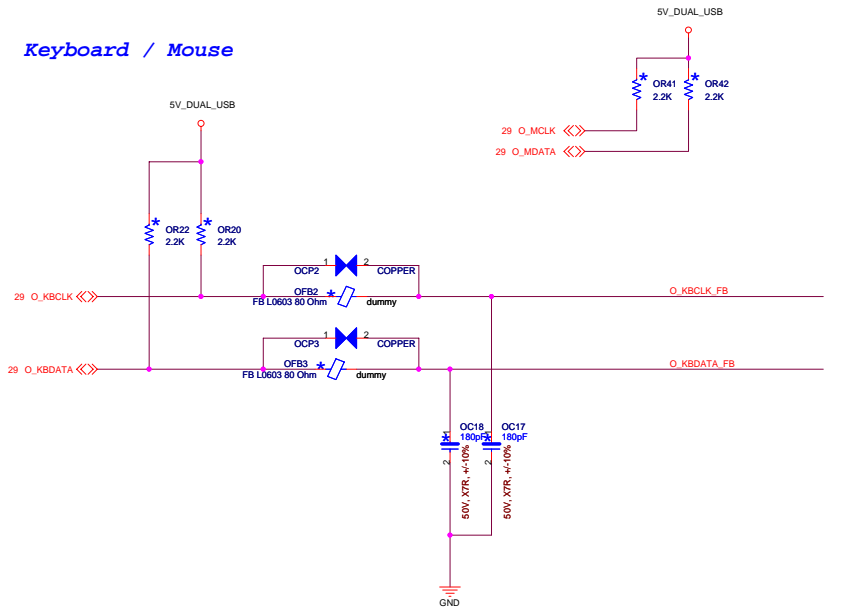 5V_DUAL_USB
Keyboard / Mouse
* OR41 * OR42
2.2K 2.2K
5V_DUAL_USB
29 O_MCLK
29 O_MDATA
* OR22 * OR20
2.2K 2.2K
1 2
OCP2 COPPER
29 O_KBCLK
OFB2 *
FB L0603 80 Ohm dummy
O_KBCLK_FB
1 2
OCP3 COPPER
29 O_KBDATA
OFB3 *
FB L0603 80 Ohm dummy
O_KBDATA_FB
1 OC18 1 OC17
* 180pF * 180pF
2 2
50V, X7R, +/-10%
50V, X7R, +/-10%
GND